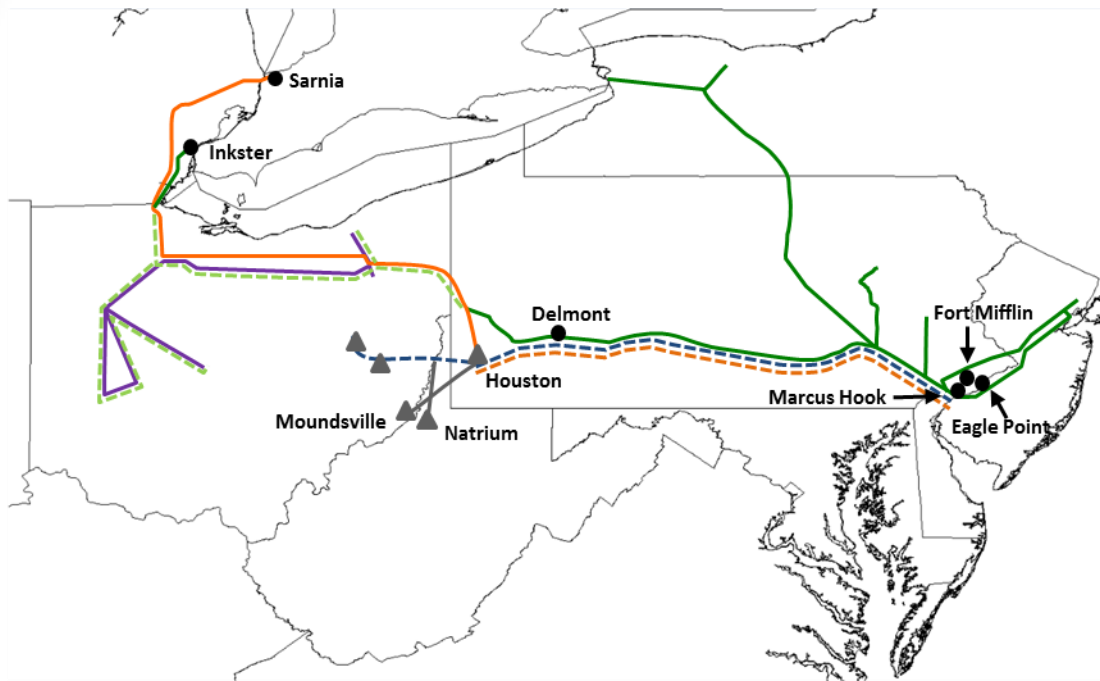 Sarnia
Inkster
Delmont
Fort Mifflin
Houston
Marcus Hook
Moundsville
Natrium
Eagle Point